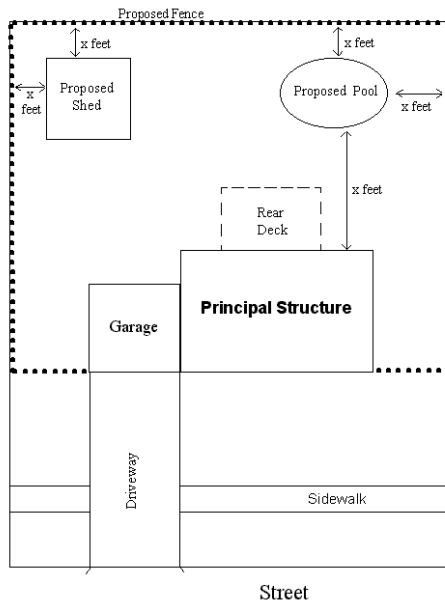 Proposed Fence
x feet
x feet
x
feet
Proposed
Shed
Proposed Pool
x feet
x feet
Rear
Deck
Garage
Principal Structure
Driveway
Sidewalk
Street